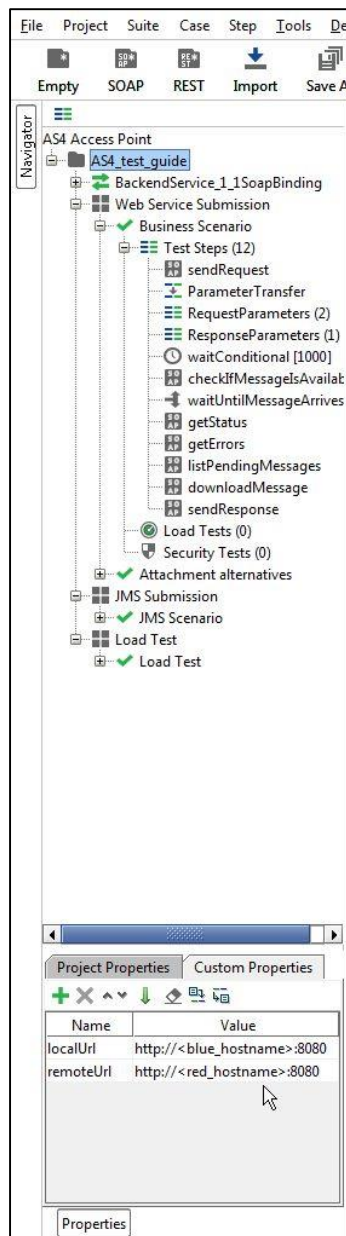 File Project Suite Case Step Tools
Empty SOAP REST Import Save A
Navigator
AS4 Access Point
AS4_test_guide
BackendService_1_1SoapBinding
Web Service Submission
Business Scenario
Test Steps (12)
sendRequest
ParameterTransfer
RequestParameters (2)
ResponseParameters (1)
waitConditional [1000]
checkIfMessageIsAvailab
waitUntilMessageArrives
getStatus
getErrors
listPendingMessages
downloadMessage
sendResponse
Load Tests (0)
Security Tests (0)
Attachment alternatives
JMS Submission
JMS Scenario
Load Test
Load Test
Project Properties Custom Properties
Name Value
localUrl http://<blue_hostname>:8080
remoteUrl http://<red_hostname>:8080
Properties